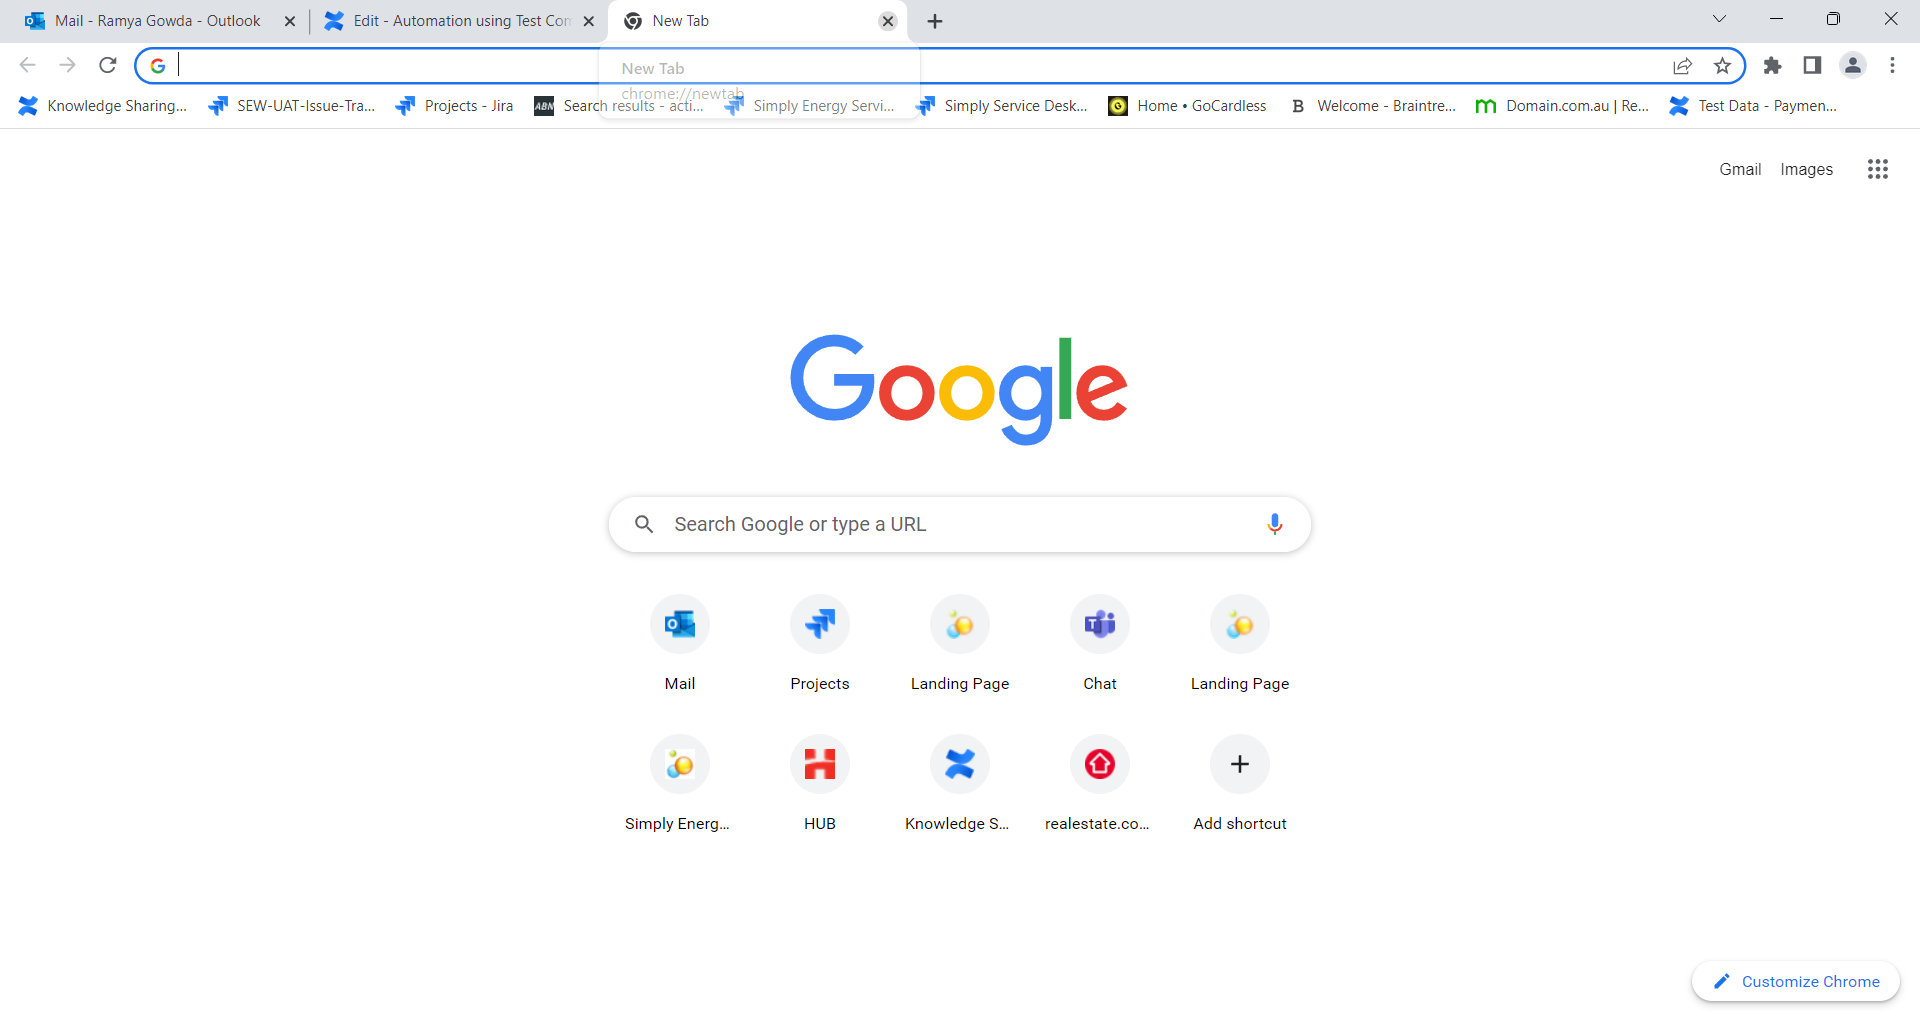 Mail - Ramya Gowda - Outlook
Edit - Automation using Test Con
New Tab
New Tab
chrome://newtab
Knowledge Sharing...
SEW-UAT-Issue-Tra...
Projects - Jira
ABN
Search results - acti...
Simply Energy Servi...
Simply Service Desk...
Home • GoCardless
B Welcome - Braintre...
Domain.com.au | Re...
Test Data - Paymen...
Gmail
Images
Google
Search Google or type a URL
Mail
Projects
Landing Page
Chat
Landing Page
Simply Energ...
HUB
Knowledge S...
realestate.co...
Add shortcut
Customize Chrome